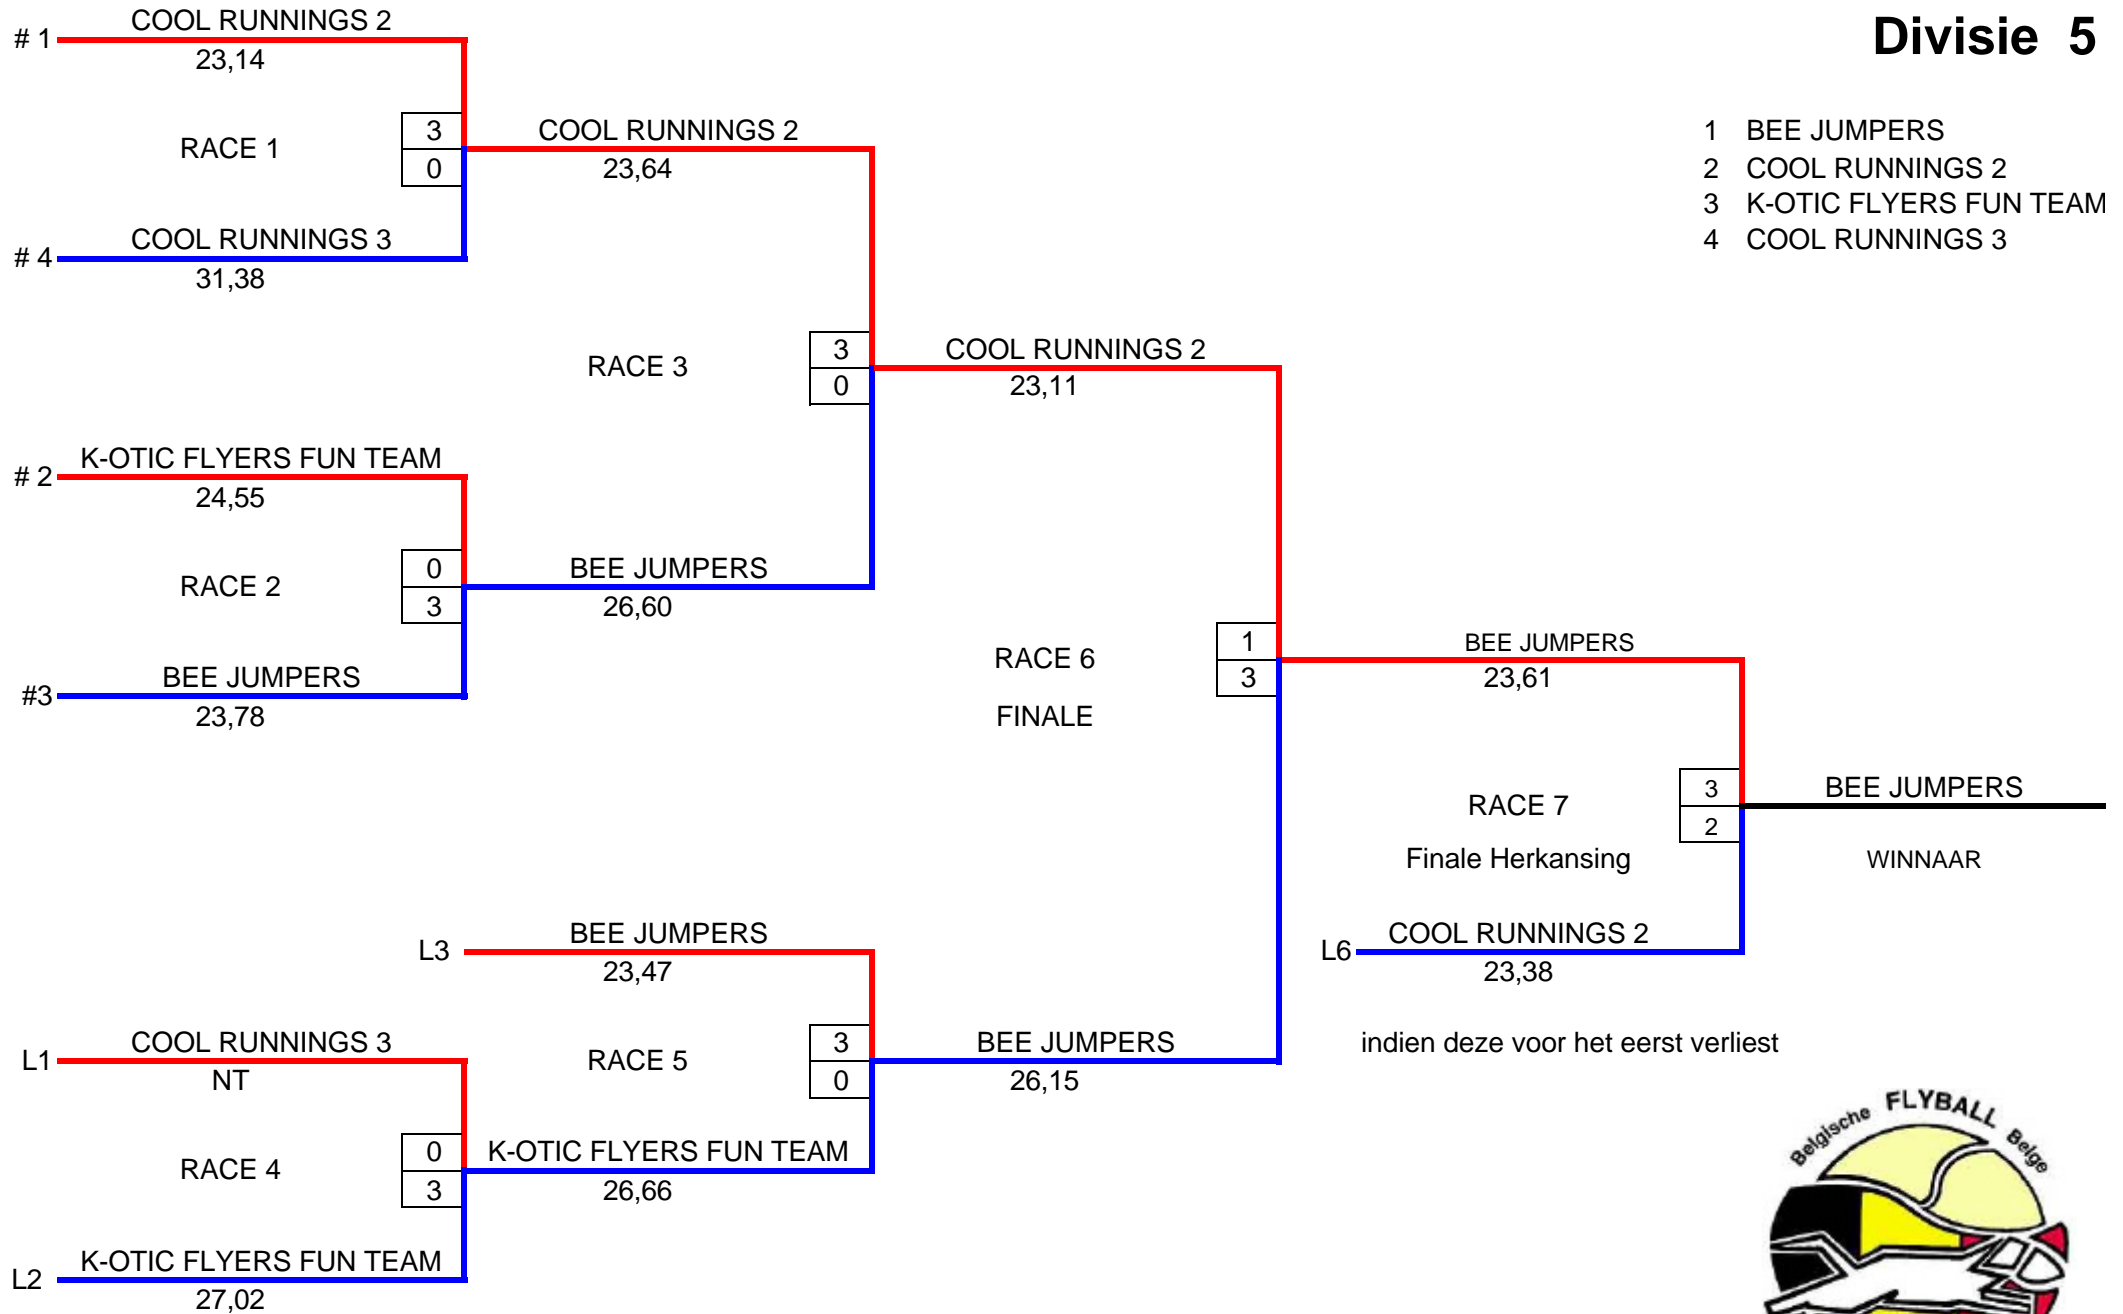 Divisie 5
1 BEE JUMPERS
2 COOL RUNNINGS 2
3 K-OTIC FLYERS FUN TEAM
4 COOL RUNNINGS 3
COOL RUNNINGS 2
# 1
23,14
RACE 1
3
0
COOL RUNNINGS 3
# 4
31,38
COOL RUNNINGS 2
23,64
RACE 3
3
0
K-OTIC FLYERS FUN TEAM
# 2
24,55
RACE 2
0
3
BEE JUMPERS
#3
23,78
BEE JUMPERS
26,60
COOL RUNNINGS 2
23,11
RACE 6
1
3
FINALE
BEE JUMPERS
23,61
RACE 7
3
2
Finale Herkansing
BEE JUMPERS
WINNAAR
COOL RUNNINGS 2
L6
23,38
indien deze voor het eerst verliest
BEE JUMPERS
L3
23,47
RACE 5
3
0
BEE JUMPERS
26,15
COOL RUNNINGS 3
L1
NT
RACE 4
0
3
K-OTIC FLYERS FUN TEAM
26,66
K-OTIC FLYERS FUN TEAM
L2
27,02
Belgische FLYBALL Belge